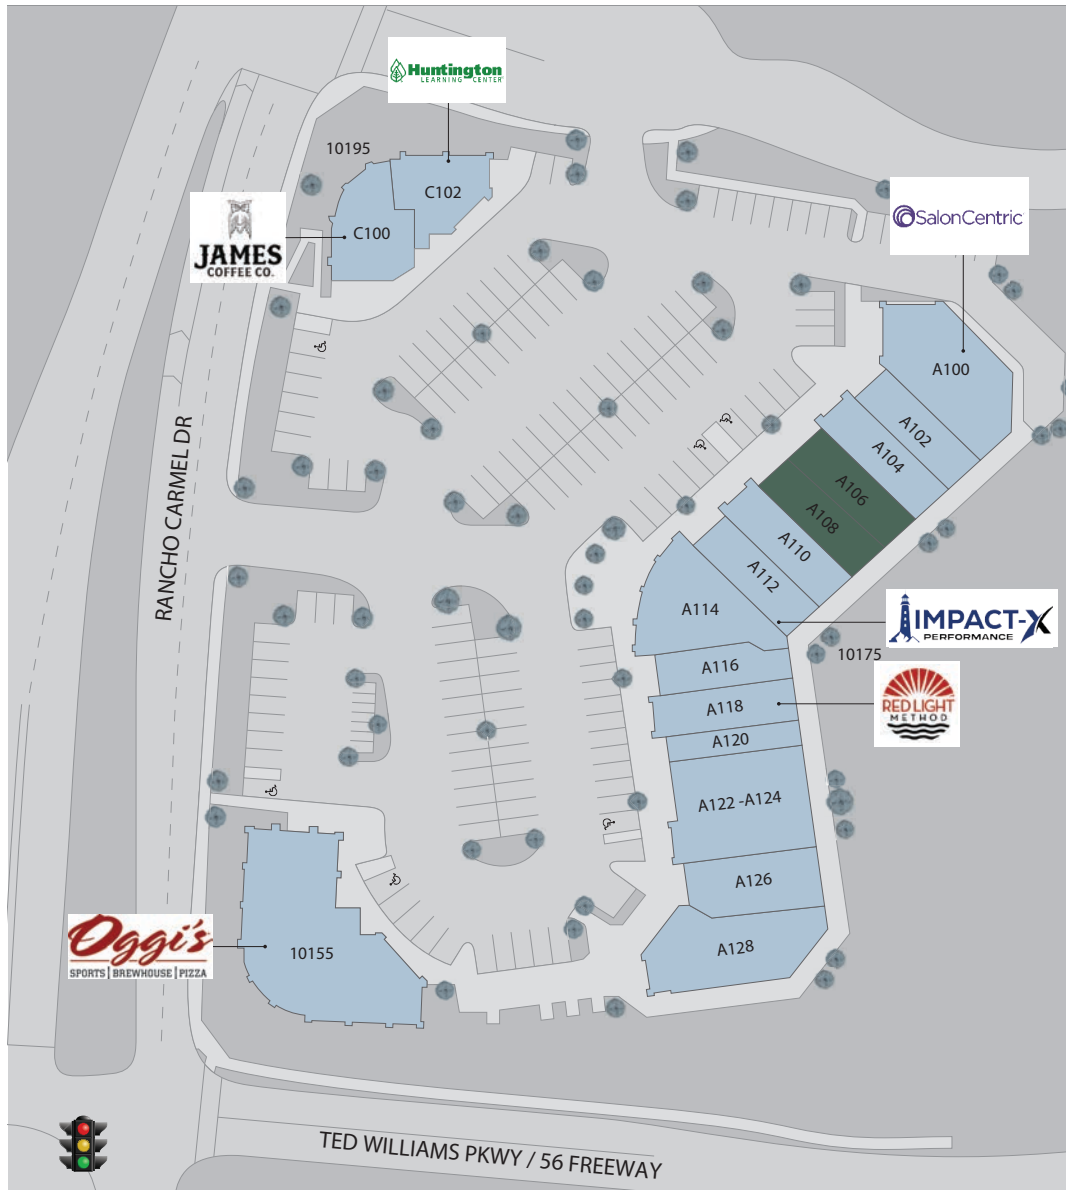 Huntington
LEARNING CENTER
10195
C102
C100
JAMES
COFFEE CO.
SalonCentric
A100
A102
A104
A106
A108
A110
A112
A114
IMPACT-X
PERFORMANCE
10175
A116
A118
RED LIGHT
METHOD
A120
A122 -A124
A126
A128
RANCHO CARMEL DR
Oggi's
SPORTS | BREWHOUSE | PIZZA
10155
TED WILLIAMS PKWY / 56 FREEWAY